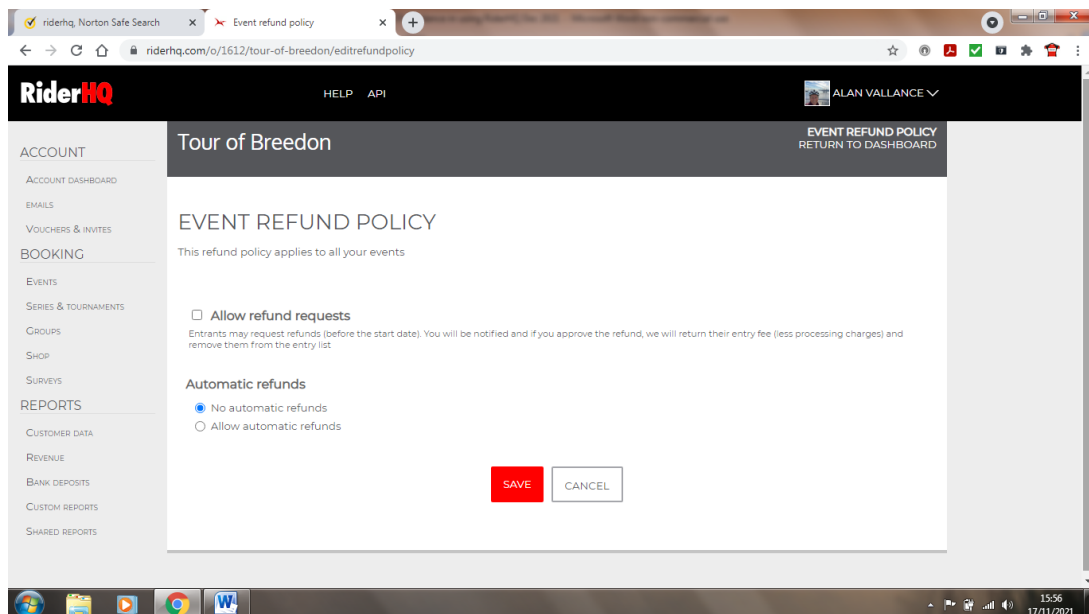 riderhq, Norton Safe Search
Event refund policy
riderhq.com/o/1612/tour-of-breedon/editrefundpolicy
RiderHQ
HELP API
ALAN VALLANCE
Tour of Breedon
EVENT REFUND POLICY
RETURN TO DASHBOARD
ACCOUNT
ACCOUNT DASHBOARD
EMAILS
VOUCHERS & INVITES
BOOKING
EVENTS
SERIES & TOURNAMENTS
GROUPS
SHOP
SURVEYS
REPORTS
CUSTOMER DATA
REVENUE
BANK DEPOSITS
CUSTOM REPORTS
SHARED REPORTS
EVENT REFUND POLICY
This refund policy applies to all your events
Allow refund requests
Entrants may request refunds (before the start date). You will be notified and if you approve the refund, we will return their entry fee (less processing charges) and
remove them from the entry list
Automatic refunds
No automatic refunds
Allow automatic refunds
SAVE
CANCEL
15:56
17/11/2021